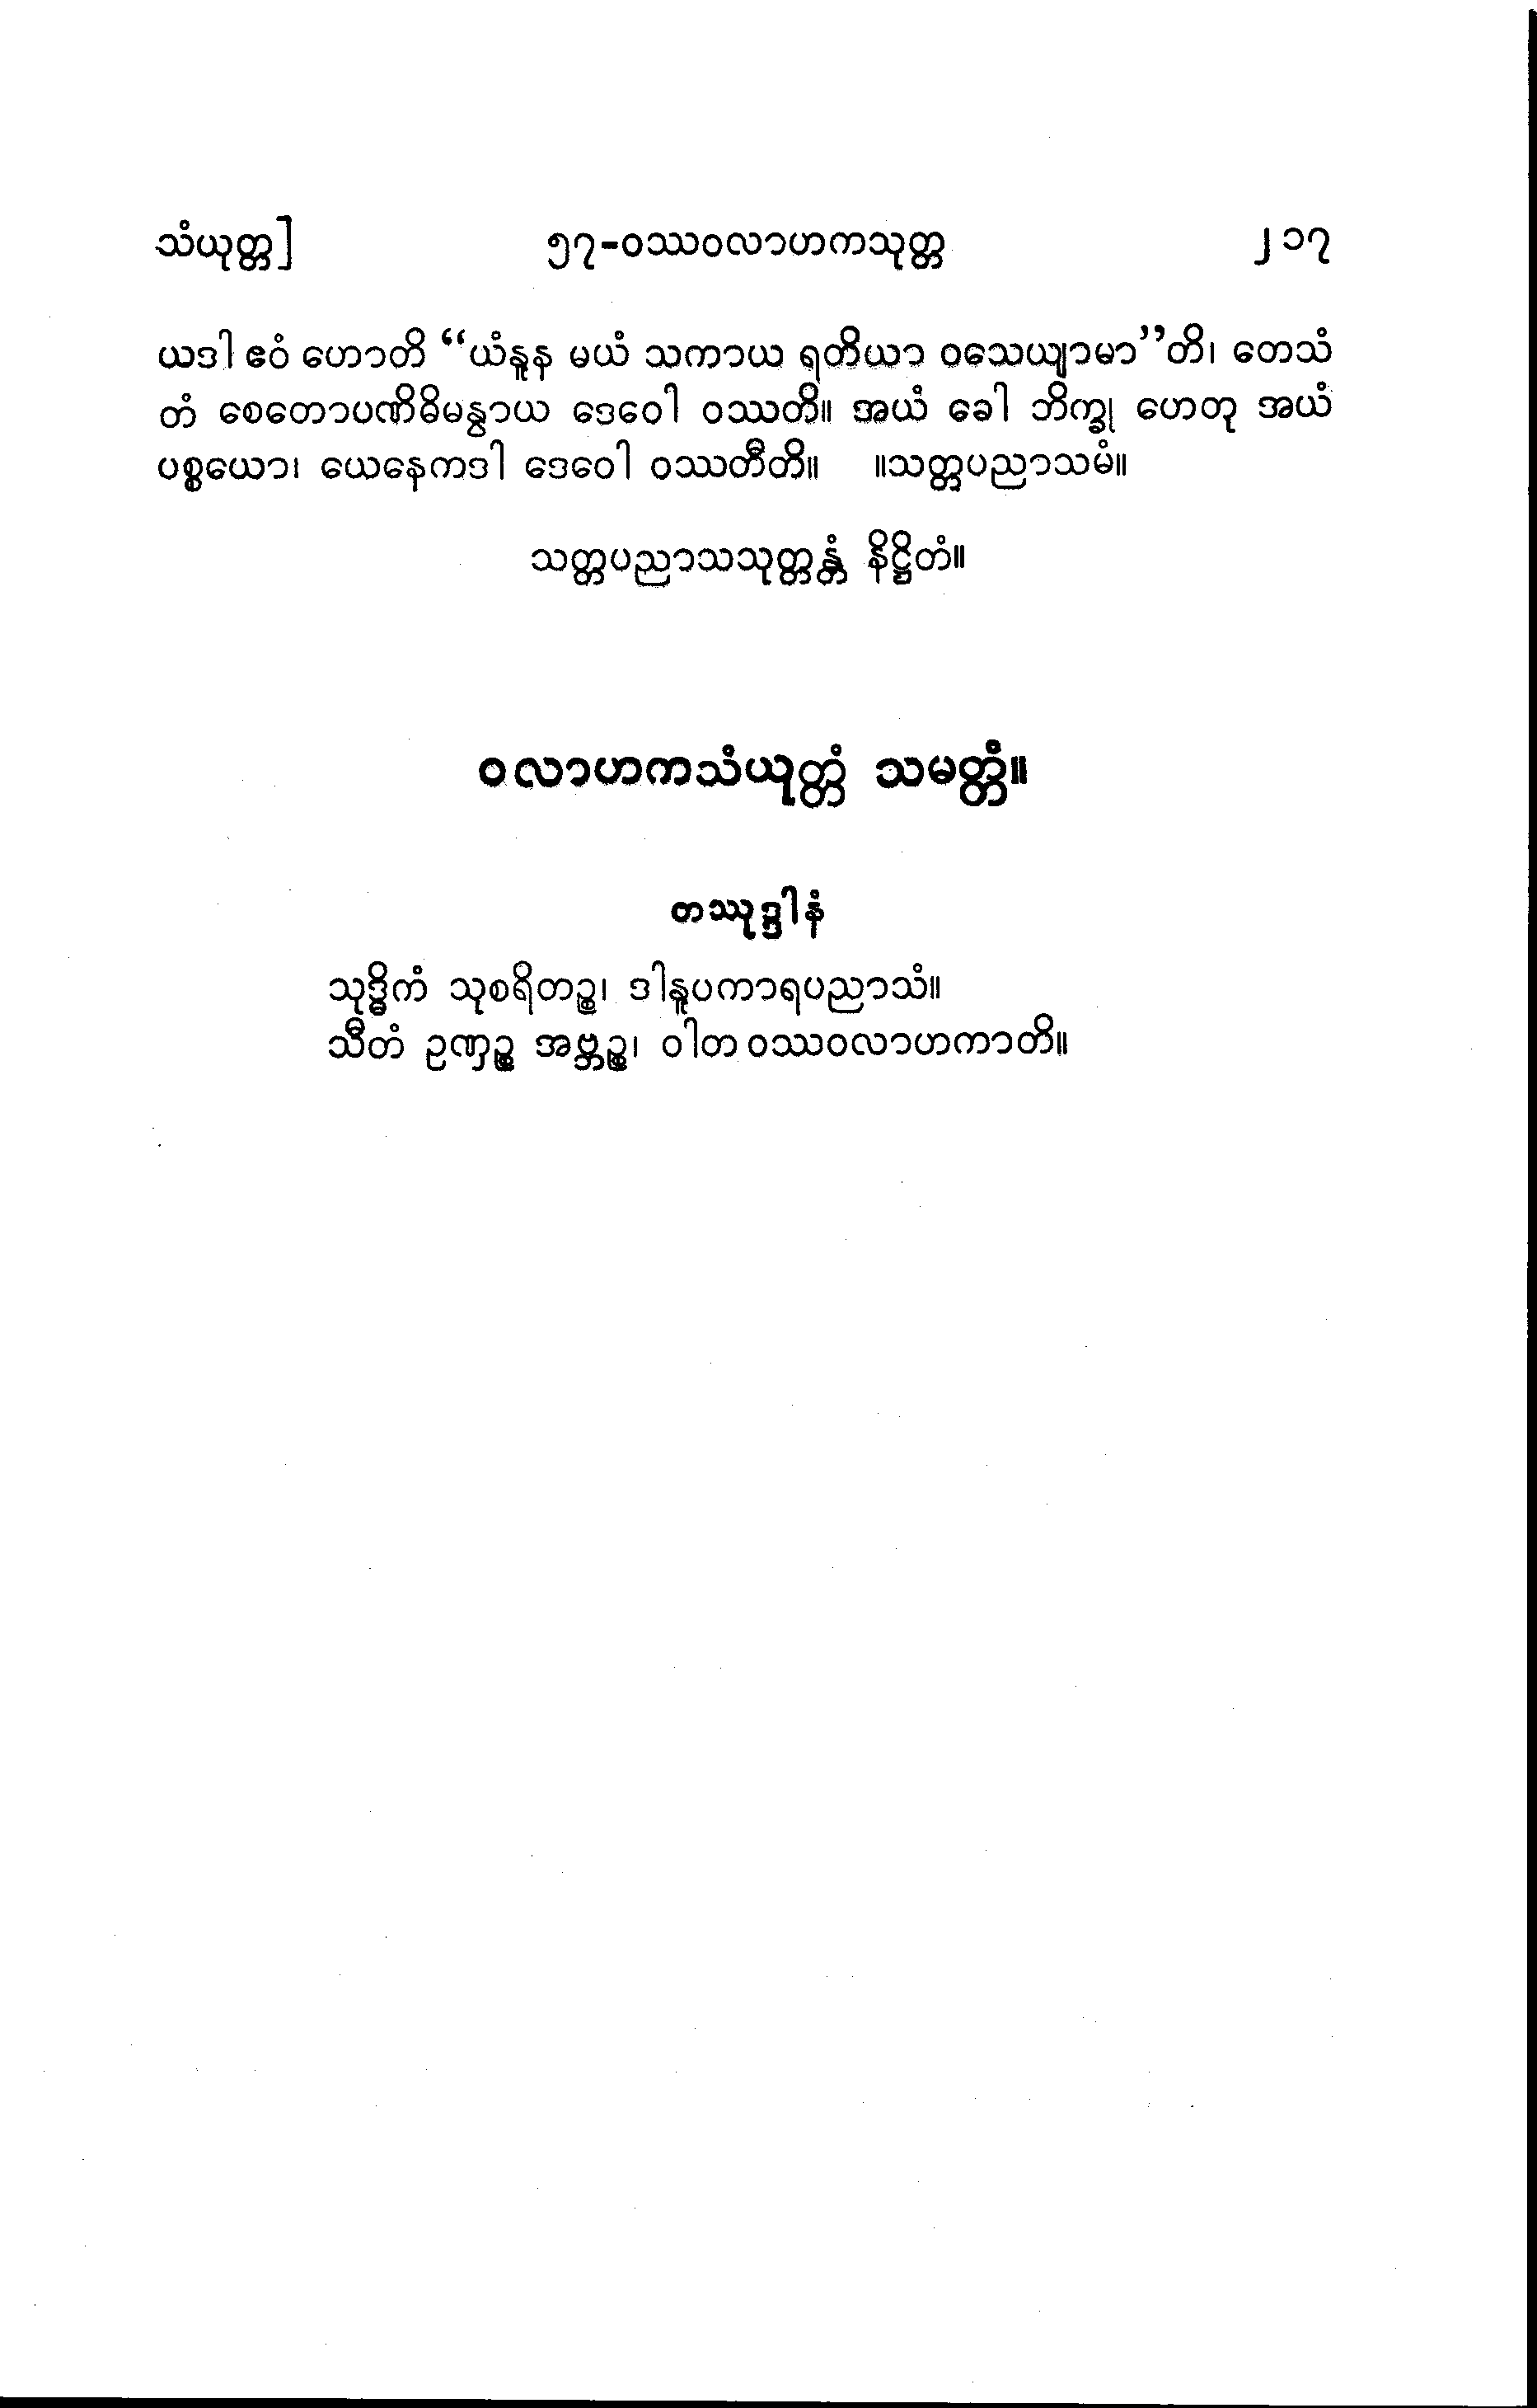 သံယုတ္တ] ၅၇-ဝဿဝလာဟကသုတ္တ ၂၁၇
ယဒါ ဧဝံ ဟောတိ “ယံနူန မယံ သကာယ ရတိယာ ဝသေယျာမာ”တိ၊ တေသံ
တံ စေတောပဏိဓိမနွာယ ဒေဝေါ ဝဿတိ။ အယံ ခေါ ဘိက္ခု ဟေတု အယံ
ပစ္စယော၊ ယေနေကဒါ ဒေဝေါ ဝဿတီတိ။ ။သတ္တပညာသမံ။
သတ္တပညာသသုတ္တန္တံ နိဋ္ဌိတံ။
ဝလာဟကသံယုတ္တံ သမတ္တံ။
တဿုဒ္ဒါနံ
သုဒ္ဓိကံ သုစရိတဉ္စ၊ ဒါနူပကာရပညာသံ။
သီတံ ဥဏှဉ္စ အဗ္ဘဉ္စ၊ ဝါတ ဝဿဝလာဟကာတိ။